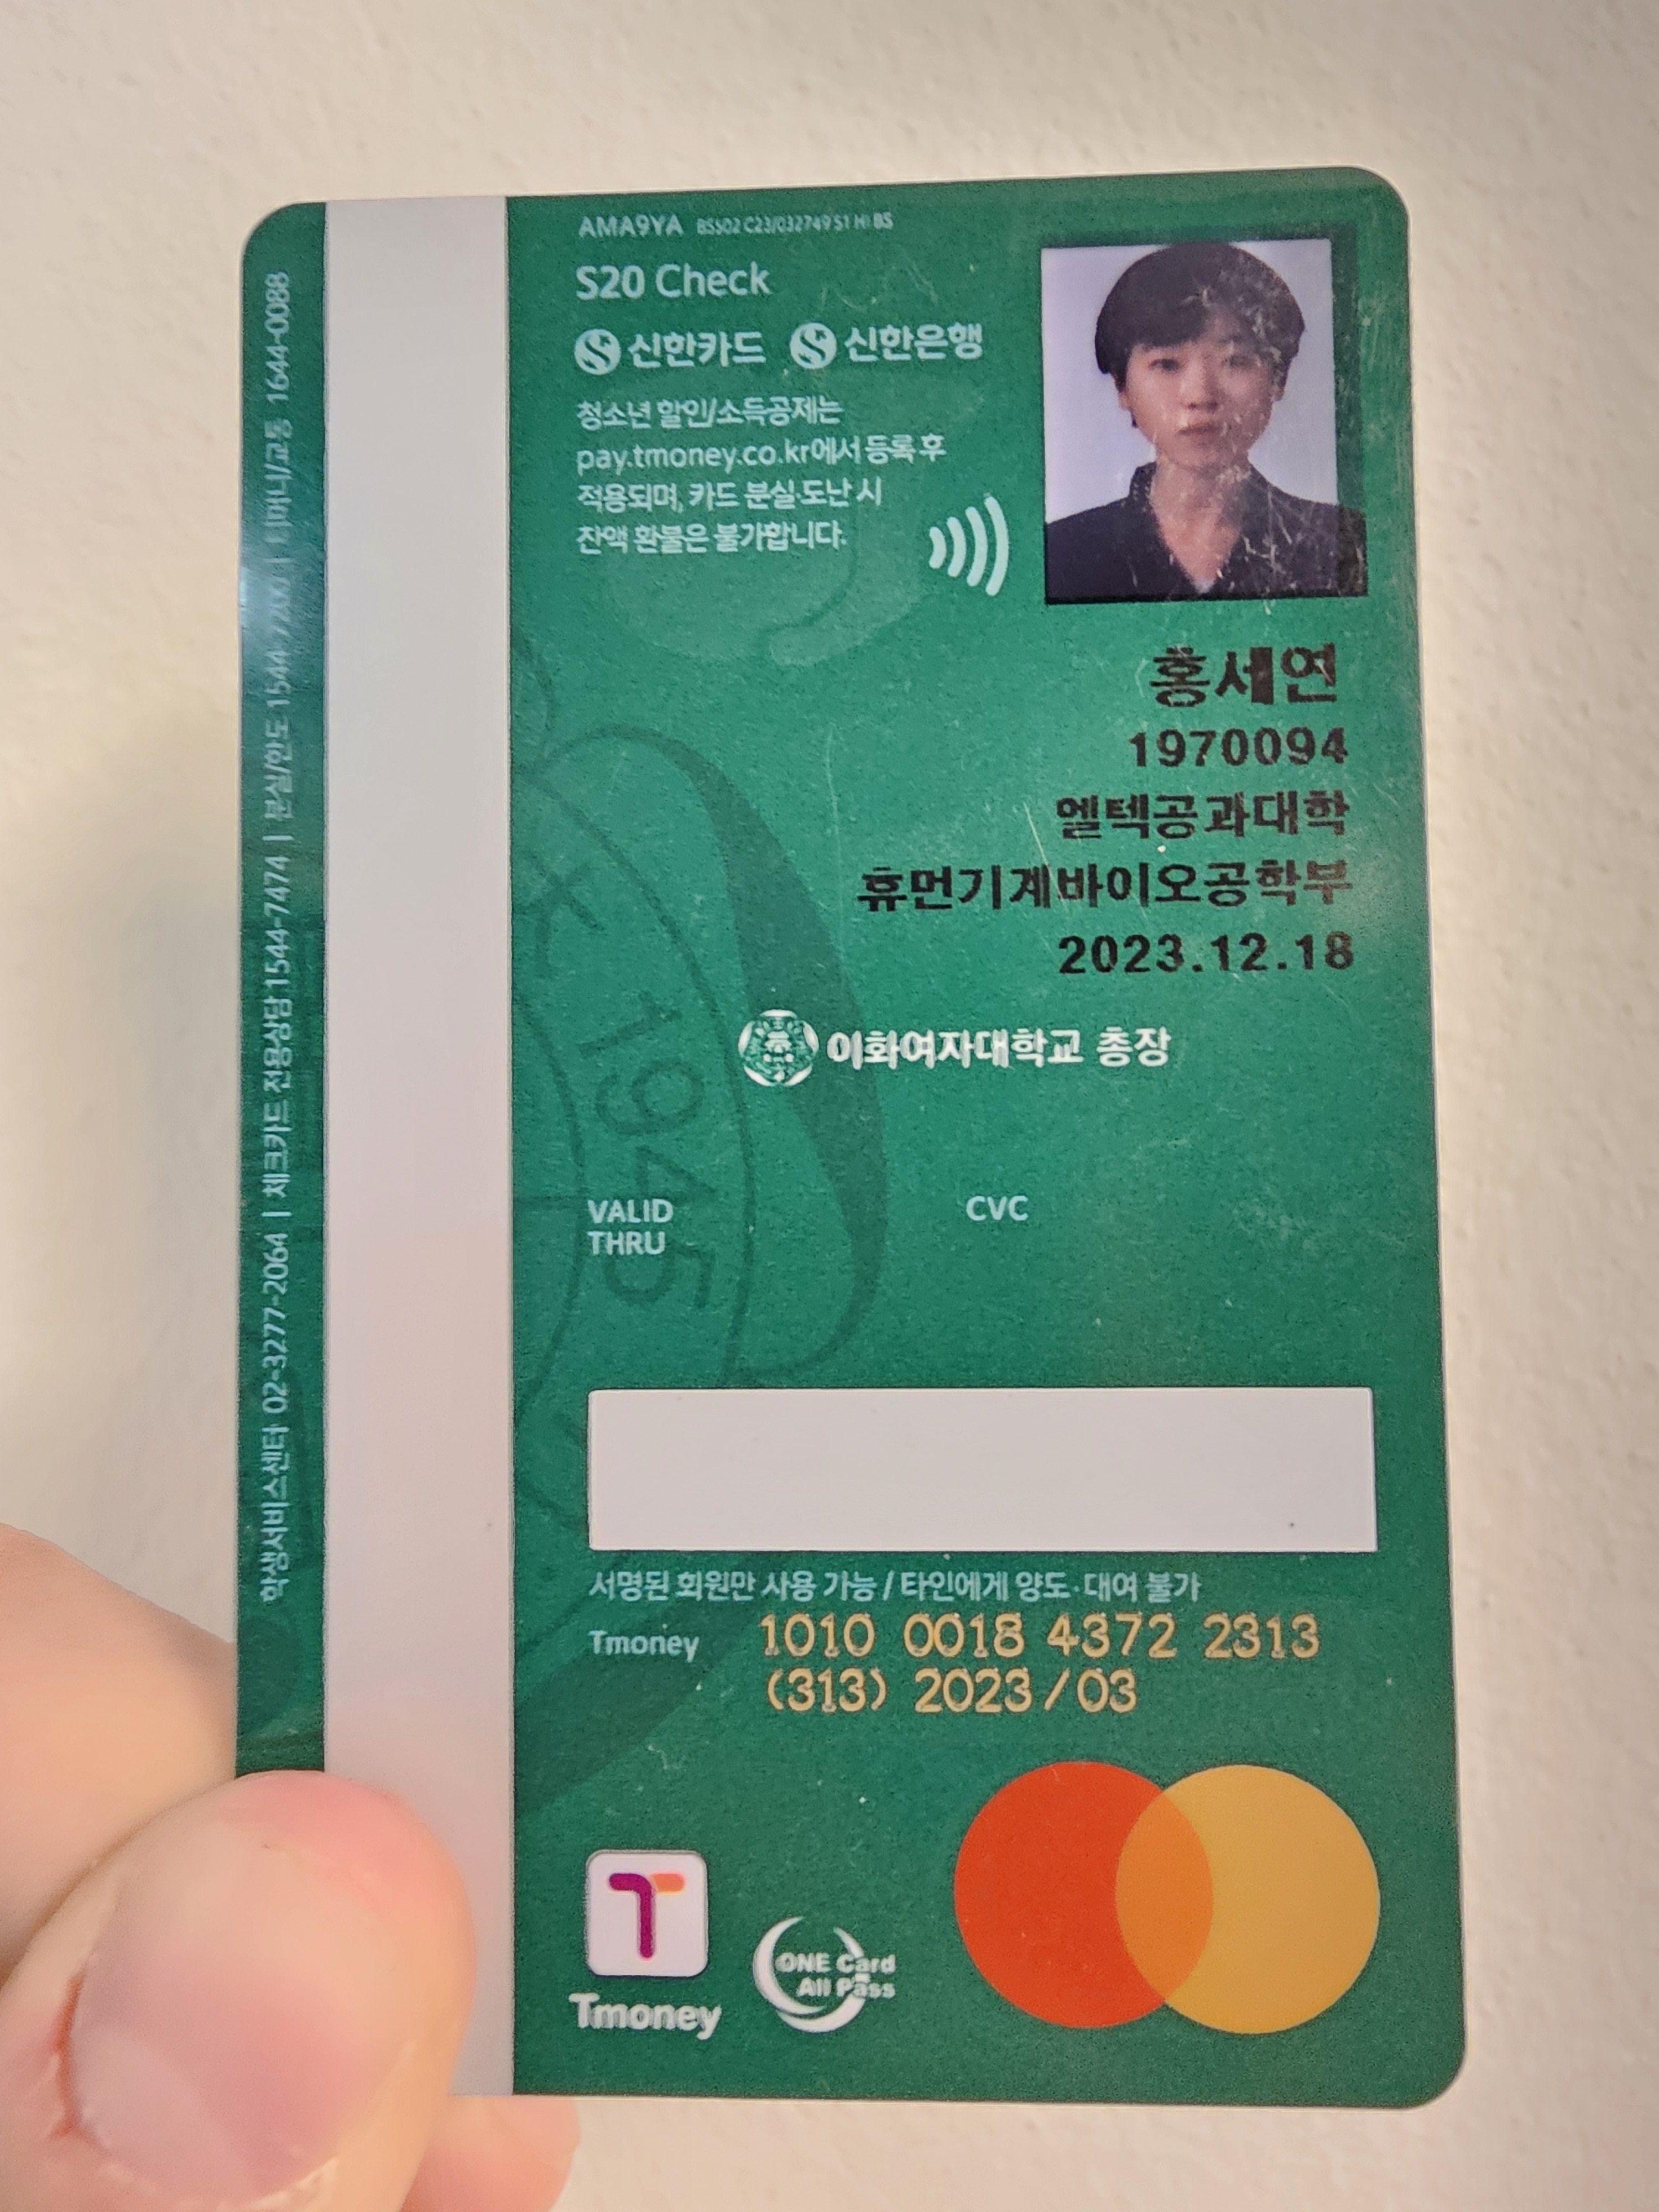 AMA9YA BS502 C23/032749 S1 HI BS
S20 Check
신한카드 신한은행
청소년 할인/소득공제는
pay.tmoney.co.kr에서 등록 후
적용되며, 카드 분실·도난 시
잔액 환불은 불가합니다.
홍세연
1970094
엘텍공과대학
휴먼기계바이오공학부
2023.12.18
이화여자대학교 총장
1945
VALID
THRU
CVC
서명된 회원만 사용 가능 / 타인에게 양도·대여 불가
Tmoney 1010 0018 4372 2313
(313) 2023/03
T
Tmoney
ONE Card
All Pass
학생서비스센터 02-3277-2064 | 체크카드 전용상담 1544-7474 | 분실/한도 | 티머니/교통 1644-0088